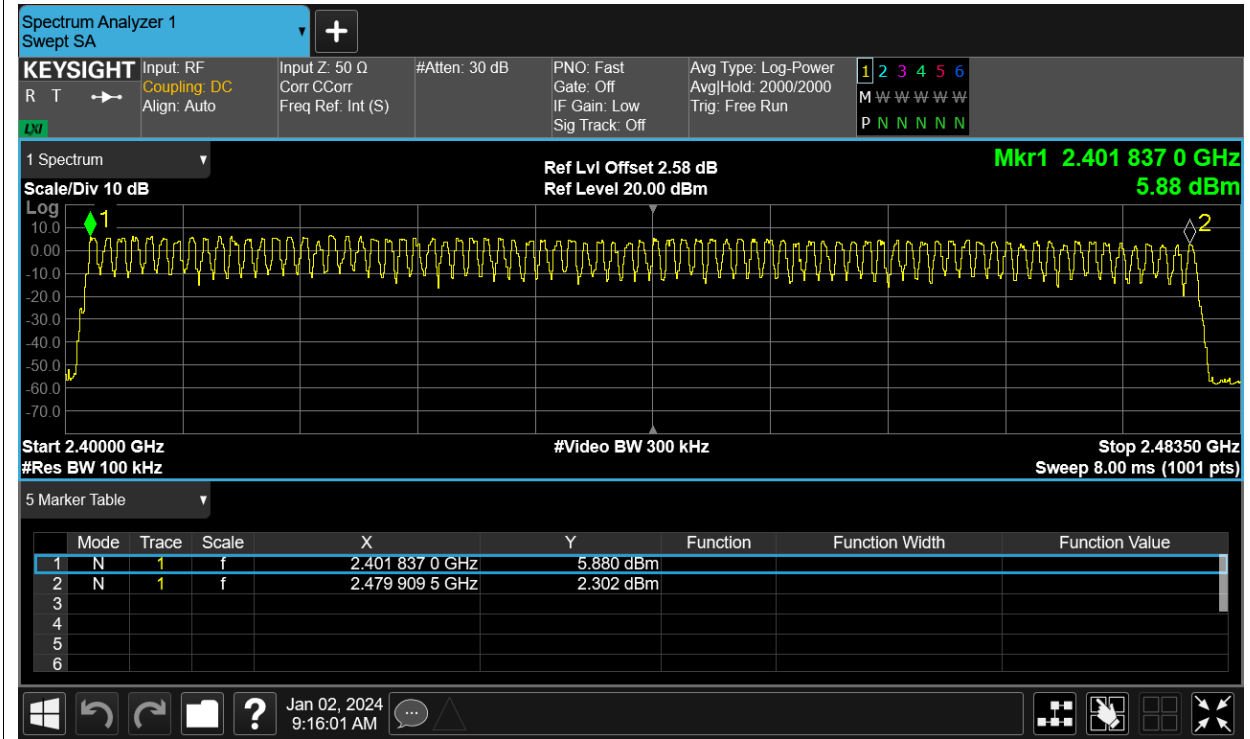 Spectrum Analyzer 1
Swept SA
KEYSIGHT
R T
LXI
Input: RF
Coupling: DC
Align: Auto
Input Z: 50 Ω
Corr CCorr
Freq Ref: Int (S)
#Atten: 30 dB
PNO: Fast
Gate: Off
IF Gain: Low
Sig Track: Off
Avg Type: Log-Power
Avg|Hold: 2000/2000
Trig: Free Run
1 2 3 4 5 6
M W W W W W
P N N N N N
1 Spectrum
Scale/Div 10 dB
Ref Lvl Offset 2.58 dB
Ref Level 20.00 dBm
Mkr1 2.401 837 0 GHz
5.88 dBm
Log
1
2
10.0
0.00
-10.0
-20.0
-30.0
-40.0
-50.0
-60.0
-70.0
Start 2.40000 GHz
#Res BW 100 kHz
#Video BW 300 kHz
Stop 2.48350 GHz
Sweep 8.00 ms (1001 pts)
5 Marker Table
Mode Trace Scale X Y Function Function Width Function Value
1 N 1 f 2.401 837 0 GHz 5.880 dBm
2 N 1 f 2.479 909 5 GHz 2.302 dBm
3
4
5
6
?
Jan 02, 2024
9:16:01 AM